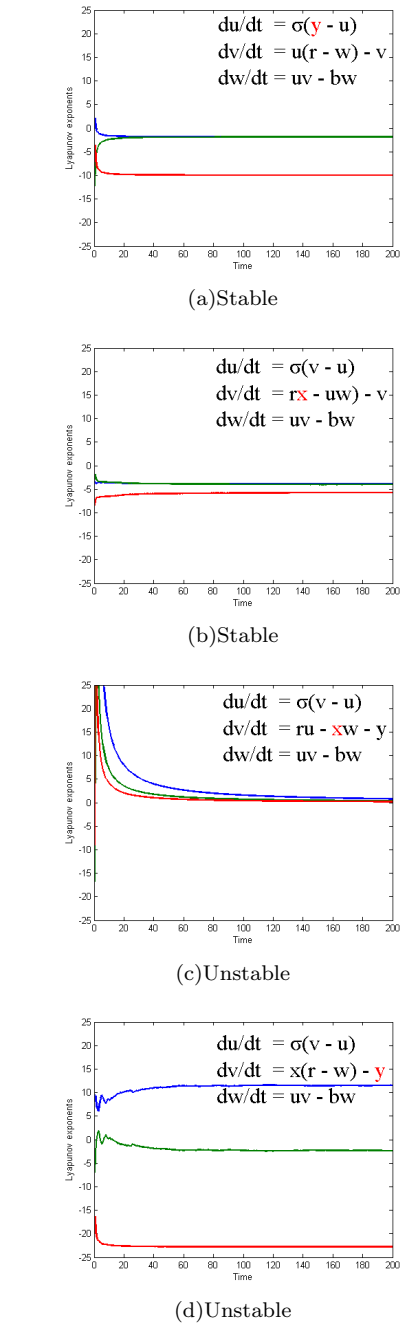 25
20
15
10
5
0
-5
-10
-15
-20
-25
Lyapunov exponents
du/dt = σ(y - u)
dv/dt = u(r - w) - v
dw/dt = uv - bw
0 20 40 60 80 100 120 140 160 180 200
Time
(a)Stable
25
20
15
10
5
0
-5
-10
-15
-20
-25
Lyapunov exponents
du/dt = σ(v - u)
dv/dt = rx - uw) - v
dw/dt = uv - bw
0 20 40 60 80 100 120 140 160 180 200
Time
(b)Stable
25
20
15
10
5
0
-5
-10
-15
-20
-25
Lyapunov exponents
du/dt = σ(v - u)
dv/dt = ru - xw - y
dw/dt = uv - bw
0 20 40 60 80 100 120 140 160 180 200
Time
(c)Unstable
25
20
15
10
5
0
-5
-10
-15
-20
-25
Lyapunov exponents
du/dt = σ(v - u)
dv/dt = x(r - w) - y
dw/dt = uv - bw
0 20 40 60 80 100 120 140 160 180 200
Time
(d)Unstable